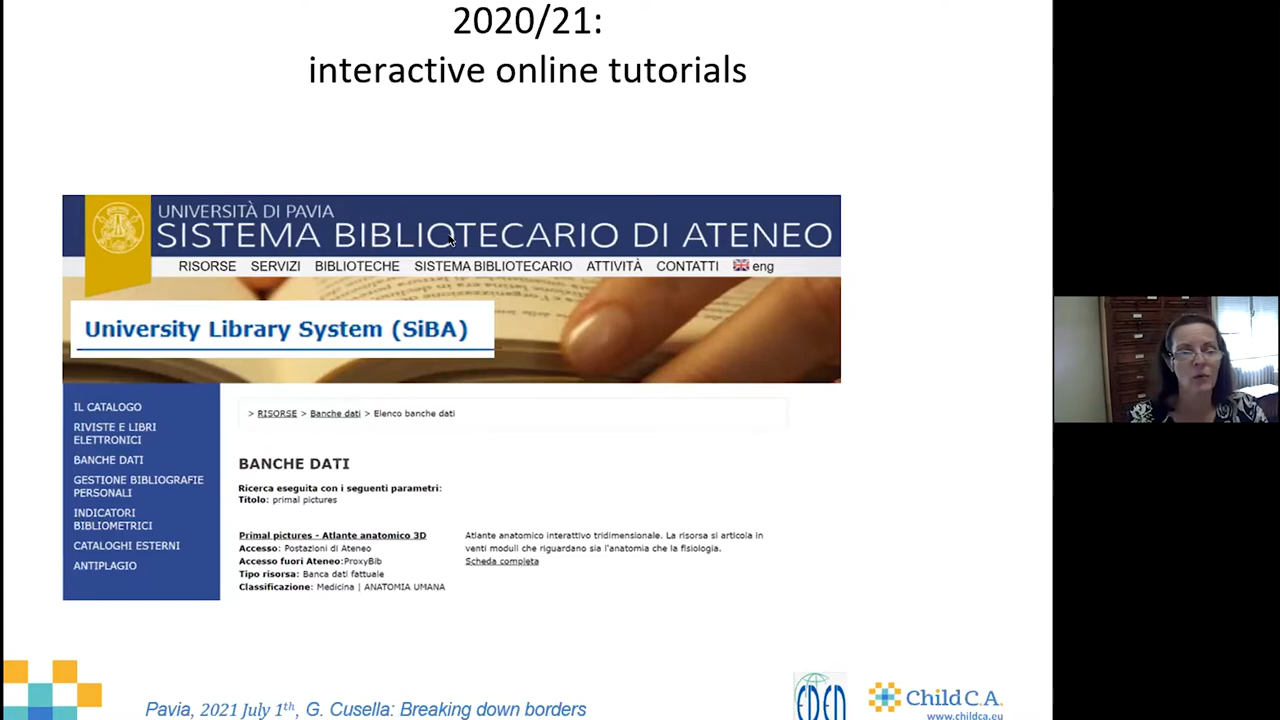 2020/21:
interactive online tutorials
UNIVERSITÀ DI PAVIA
SISTEMA BIBLIOTECARIO DI ATENEO
RISORSE SERVIZI BIBLIOTECHE SISTEMA BIBLIOTECARIO ATTIVITÀ CONTATTI eng
University Library System (SiBA)
IL CATALOGO
RIVISTE E LIBRI
ELETTRONICI
BANCHE DATI
GESTIONE BIBLIOGRAFIE
PERSONALI
INDICATORI
BIBLIOMETRICI
CATALOGHI ESTERNI
ANTIPLAGIO
> RISORSE > Banche dati > Elenco banche dati
BANCHE DATI
Ricerca eseguita con i seguenti parametri:
Titolo: primal pictures
Primal pictures - Atlante anatomico 3D
Accesso: Postazioni di Ateneo
Accesso fuori Ateneo:ProxyBib
Tipo risorsa: Banca dati fattuale
Classificazione: Medicina | ANATOMIA UMANA
Atlante anatomico interattivo tridimensionale. La risorsa si articola in
venti moduli che riguardano sia l'anatomia che la fisiologia.
Scheda completa
Pavia, 2021 July 1th, G. Cusella: Breaking down borders
EDEN
Child C.A.
www.childca.eu